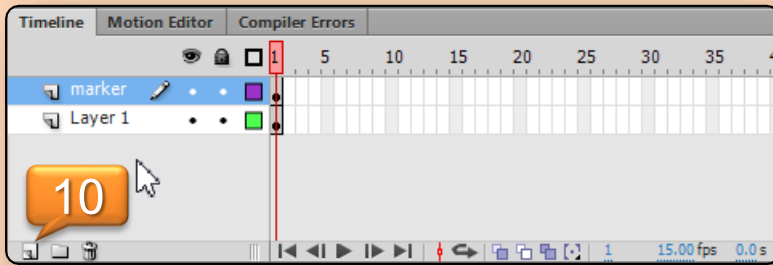 Timeline Motion Editor Compiler Errors
1 5 10 15 20 25 30 35
marker
Layer 1
10
1 15.00 fps 0.0 s